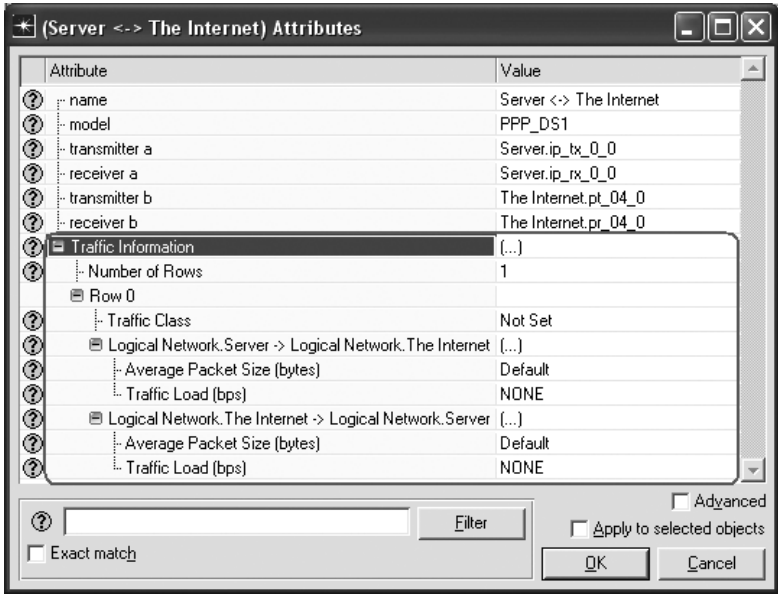 (Server <-> The Internet) Attributes
Attribute Value
name Server <-> The Internet
model PPP_DS1
transmitter a Server.ip_tx_0_0
receiver a Server.ip_rx_0_0
transmitter b The Internet.pt_04_0
receiver b The Internet.pr_04_0
Traffic Information (...)
Number of Rows 1
Row 0
Traffic Class Not Set
Logical Network.Server -> Logical Network.The Internet (...)
Average Packet Size (bytes) Default
Traffic Load (bps) NONE
Logical Network.The Internet -> Logical Network.Server (...)
Average Packet Size (bytes) Default
Traffic Load (bps) NONE
Advanced
Filter
Apply to selected objects
Exact match
OK Cancel